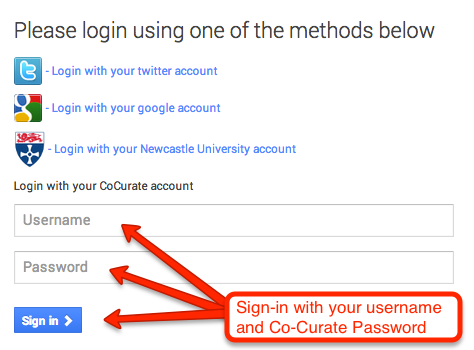 Please login using one of the methods below
- Login with your twitter account
- Login with your google account
- Login with your Newcastle University account
Login with your CoCurate account
Username
Password
Sign in
Sign-in with your username
and Co-Curate Password